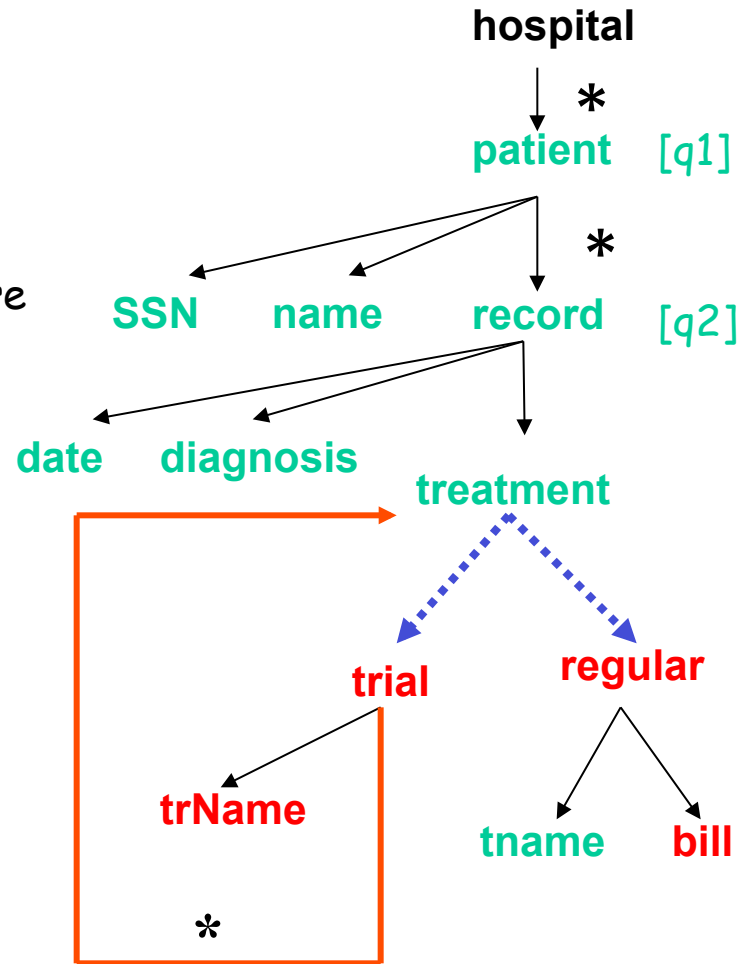 hospital
*
patient [q1]
*
SSN name record [q2]
date diagnosis
treatment
trial regular
trName
tname bill
*